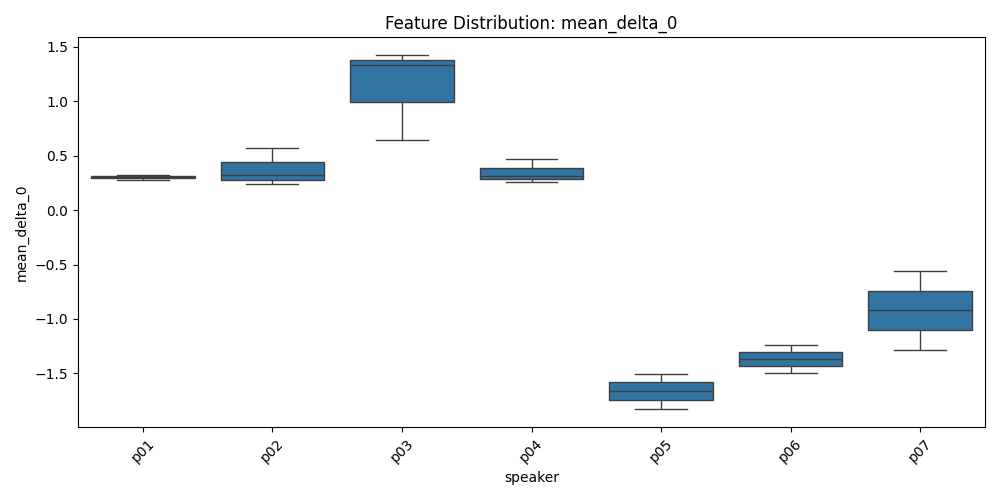 Feature Distribution: mean_delta_0
mean_delta_0
1.5
1.0
0.5
0.0
−0.5
−1.0
−1.5
p01 p02 p03 p04 p05 p06 p07
speaker